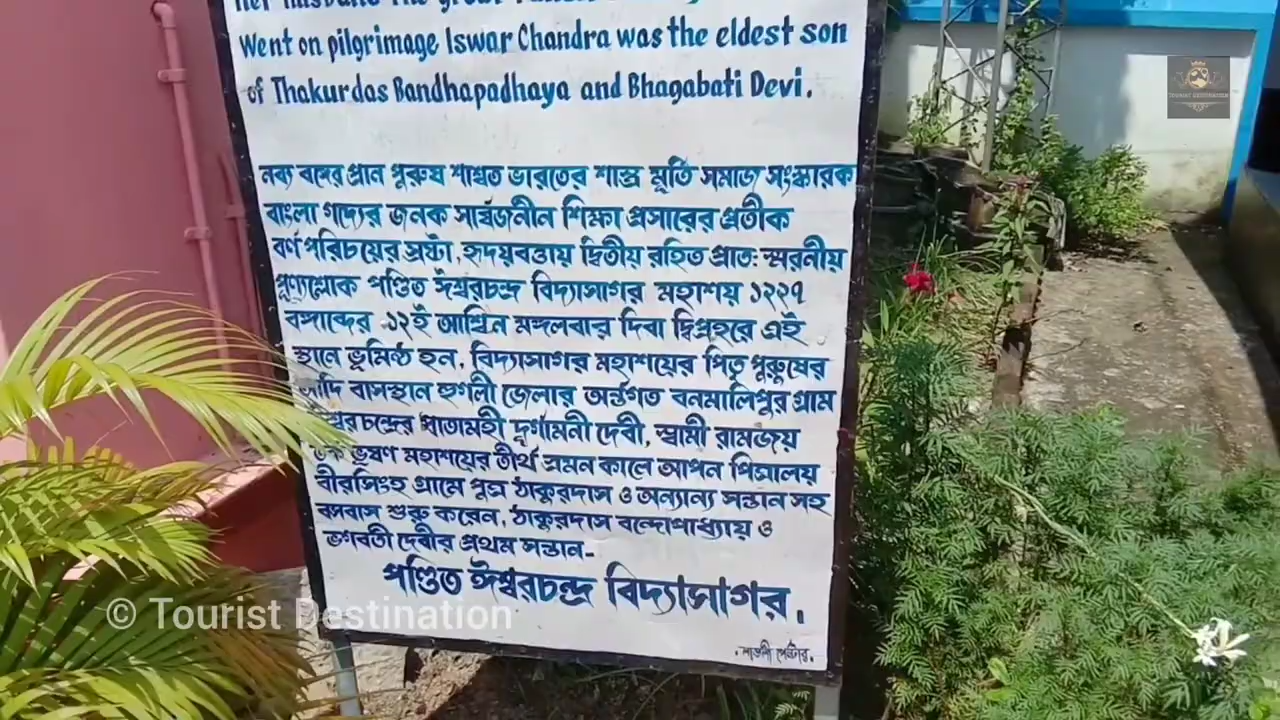 Went on pilgrimage Iswar Chandra was the eldest son
of Thakurdas Bandhapadhaya and Bhagabati Devi.
নব্য বঙ্গের প্রান পুরুষ শাশ্বত ভারতের শাস্ত্র মূর্তি সমাজ সংস্কারক
বাংলা গদ্যের জনক সার্বজনীন শিক্ষা প্রসারের প্রতীক
বর্ণ পরিচয়ের স্রষ্টা, হৃদয়বত্তায় দ্বিতীয় রহিত প্রাত: স্মরনীয়
পূণ্যশ্লোক পণ্ডিত ঈশ্বরচন্দ্র বিদ্যাসাগর মহাশয় ১২২৭
বঙ্গাব্দের ১২ই আশ্বিন মঙ্গলবার দিবা দ্বিপ্রহরে এই
স্থানে ভূমিষ্ঠ হন, বিদ্যাসাগর মহাশয়ের পিতৃ পুরুষের
আদি বাসস্থান হুগলী জেলার অর্ন্তগত বনমালিপুর গ্রাম
ঈশ্বরচন্দ্রের পিতামহী দূর্গামনী দেবী, স্বামী রামজয়
ভূষণ মহাশয়ের তীর্থ ভ্রমন কালে আপন পিত্রালয়
বীরসিংহ গ্রামে পুত্র ঠাকুরদাস ও অন্যান্য সন্তান সহ
বসবাস শুরু করেন, ঠাকুরদাস বন্দোপাধ্যায় ও
ভগবতী দেবীর প্রথম সন্তান-
পণ্ডিত ঈশ্বরচন্দ্র বিদ্যাসাগর.
© Tourist Destination
TOURIST DESTINATION